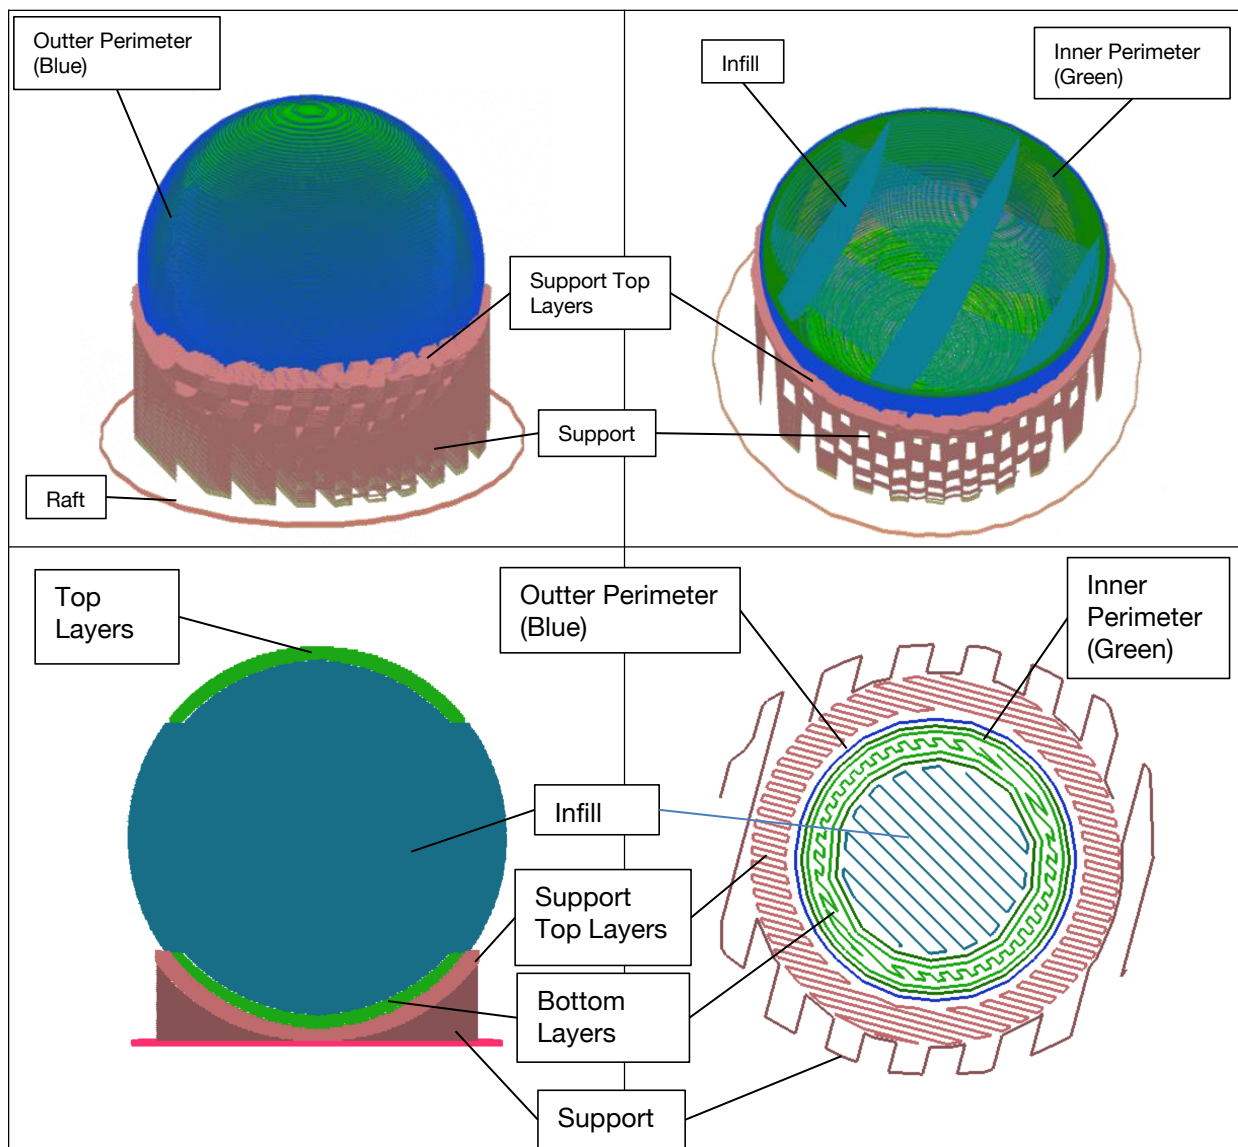 Outter Perimeter
(Blue)
Infill
Inner Perimeter
(Green)
Support Top
Layers
Support
Raft
Top
Layers
Outter Perimeter
(Blue)
Inner
Perimeter
(Green)
Infill
Support
Top Layers
Bottom
Layers
Support